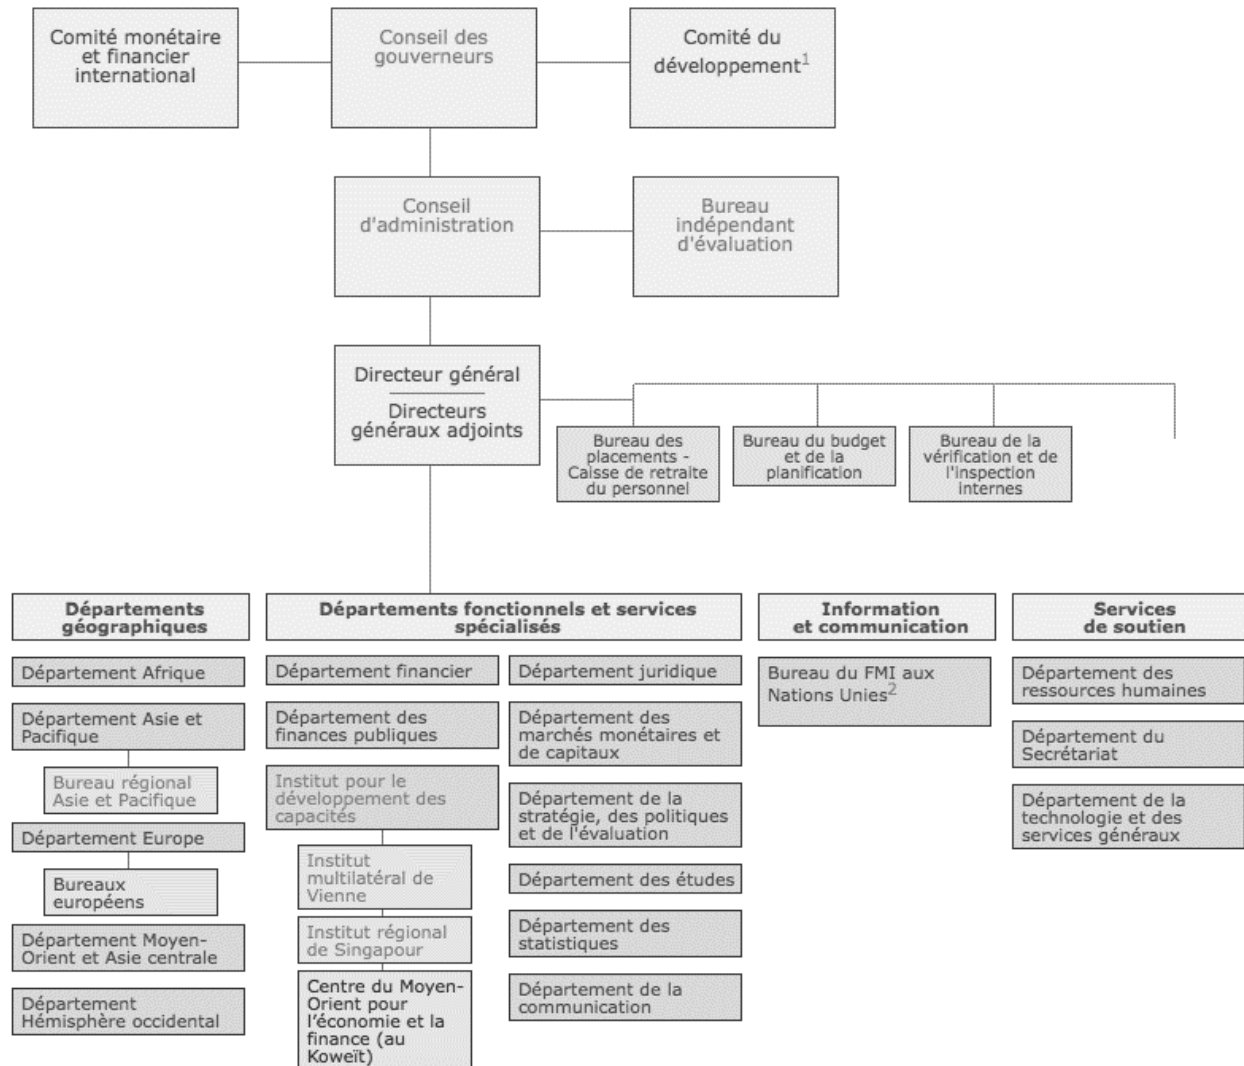 Comité monétaire
et financier
international
Conseil des
gouverneurs
Comité du
développement1
Conseil
d'administration
Bureau
indépendant
d'évaluation
Directeur général
Directeurs
généraux adjoints
Bureau des
placements -
Caisse de retraite
du personnel
Bureau du budget
et de la
planification
Bureau de la
vérification et de
l'inspection
internes
Départements
géographiques
Département Afrique
Département Asie et
Pacifique
Bureau régional
Asie et Pacifique
Département Europe
Bureaux
européens
Département Moyen-
Orient et Asie centrale
Département
Hémisphère occidental
Départements fonctionnels et services
spécialisés
Département financier
Département des
finances publiques
Institut pour le
développement des
capacités
Institut
multilatéral de
Vienne
Institut régional
de Singapour
Centre du Moyen-
Orient pour
l'économie et la
finance (au
Koweït)
Département juridique
Département des
marchés monétaires et
de capitaux
Département de la
stratégie, des politiques
et de l'évaluation
Département des études
Département des
statistiques
Département de la
communication
Information
et communication
Bureau du FMI aux
Nations Unies2
Services
de soutien
Département des
ressources humaines
Département du
Secrétariat
Département de la
technologie et des
services généraux